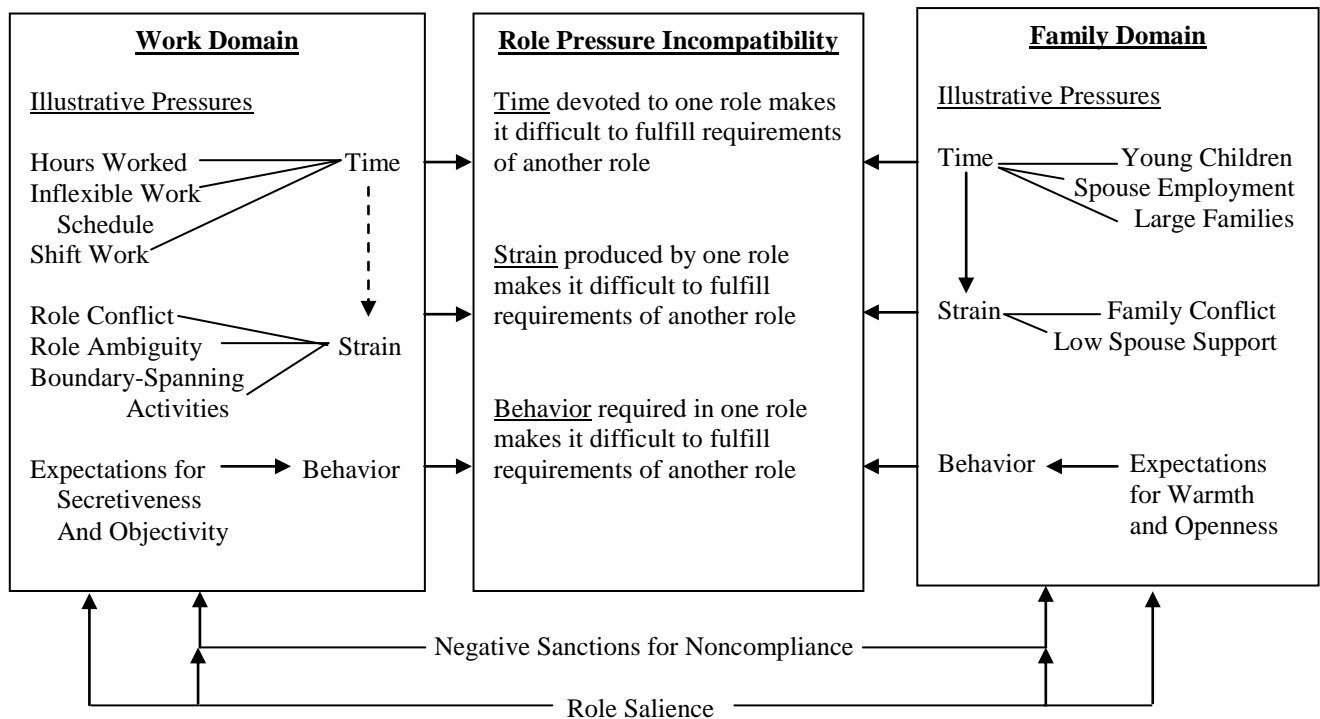 Work Domain
Illustrative Pressures
Hours Worked
Inflexible Work
Schedule
Shift Work
Time
Role Conflict
Role Ambiguity
Boundary-Spanning
Activities
Strain
Expectations for
Secretiveness
And Objectivity
Behavior
Role Pressure Incompatibility
Time devoted to one role makes
it difficult to fulfill requirements
of another role
Strain produced by one role
makes it difficult to fulfill
requirements of another role
Behavior required in one role
makes it difficult to fulfill
requirements of another role
Family Domain
Illustrative Pressures
Time
Young Children
Spouse Employment
Large Families
Strain
Family Conflict
Low Spouse Support
Behavior
Expectations
for Warmth
and Openness
Negative Sanctions for Noncompliance
Role Salience